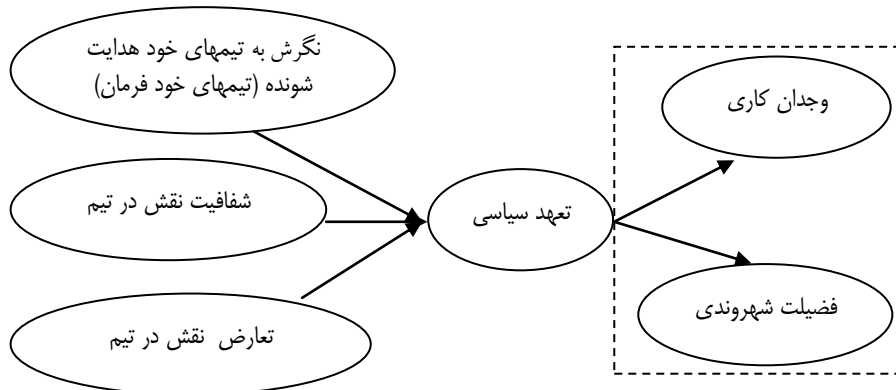 نگرش به تیمهای خود هدایت
شونده (تیمهای خود فرمان)
شفافیت نقش در تیم
تعارض نقش در تیم
تعهد سیاسی
وجدان کاری
فضیلت شهروندی